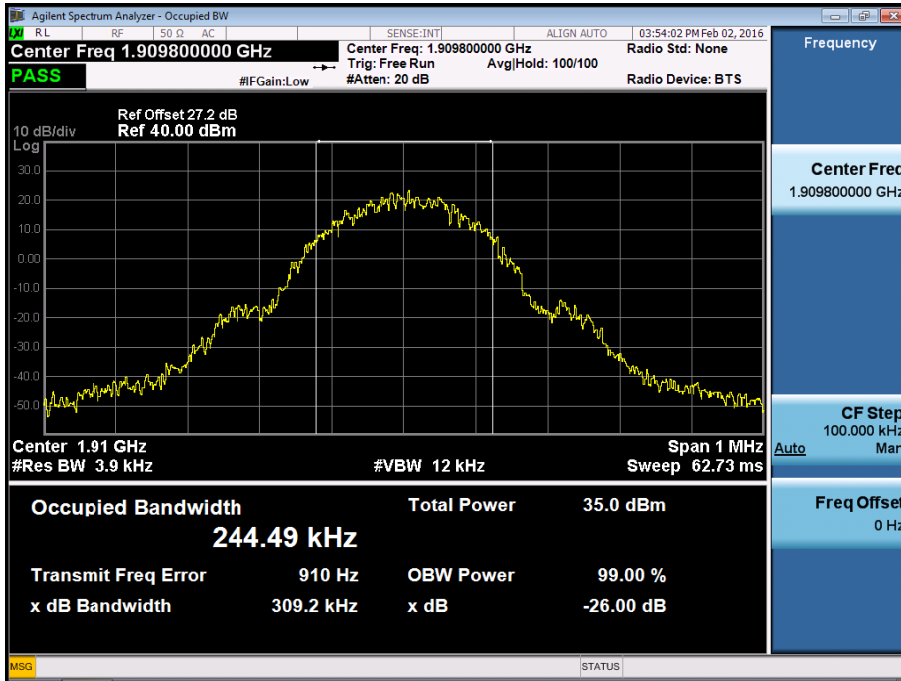 Agilent Spectrum Analyzer - Occupied BW
LXI RL RF 50 Ω AC SENSE:INT ALIGN AUTO 03:54:02 PM Feb 02, 2016
Center Freq 1.909800000 GHz
Center Freq: 1.909800000 GHz
Radio Std: None
Trig: Free Run Avg|Hold: 100/100
PASS
#IFGain:Low
#Atten: 20 dB
Radio Device: BTS
Ref Offset 27.2 dB
10 dB/div Ref 40.00 dBm
Log
30.0
20.0
10.0
0.00
-10.0
-20.0
-30.0
-40.0
-50.0
Center 1.91 GHz Span 1 MHz
#Res BW 3.9 kHz #VBW 12 kHz Sweep 62.73 ms
Occupied Bandwidth Total Power 35.0 dBm
244.49 kHz
Transmit Freq Error 910 Hz OBW Power 99.00 %
x dB Bandwidth 309.2 kHz x dB -26.00 dB
MSG STATUS
Frequency
Center Freq
1.909800000 GHz
CF Step
100.000 kHz
Auto Man
Freq Offset
0 Hz